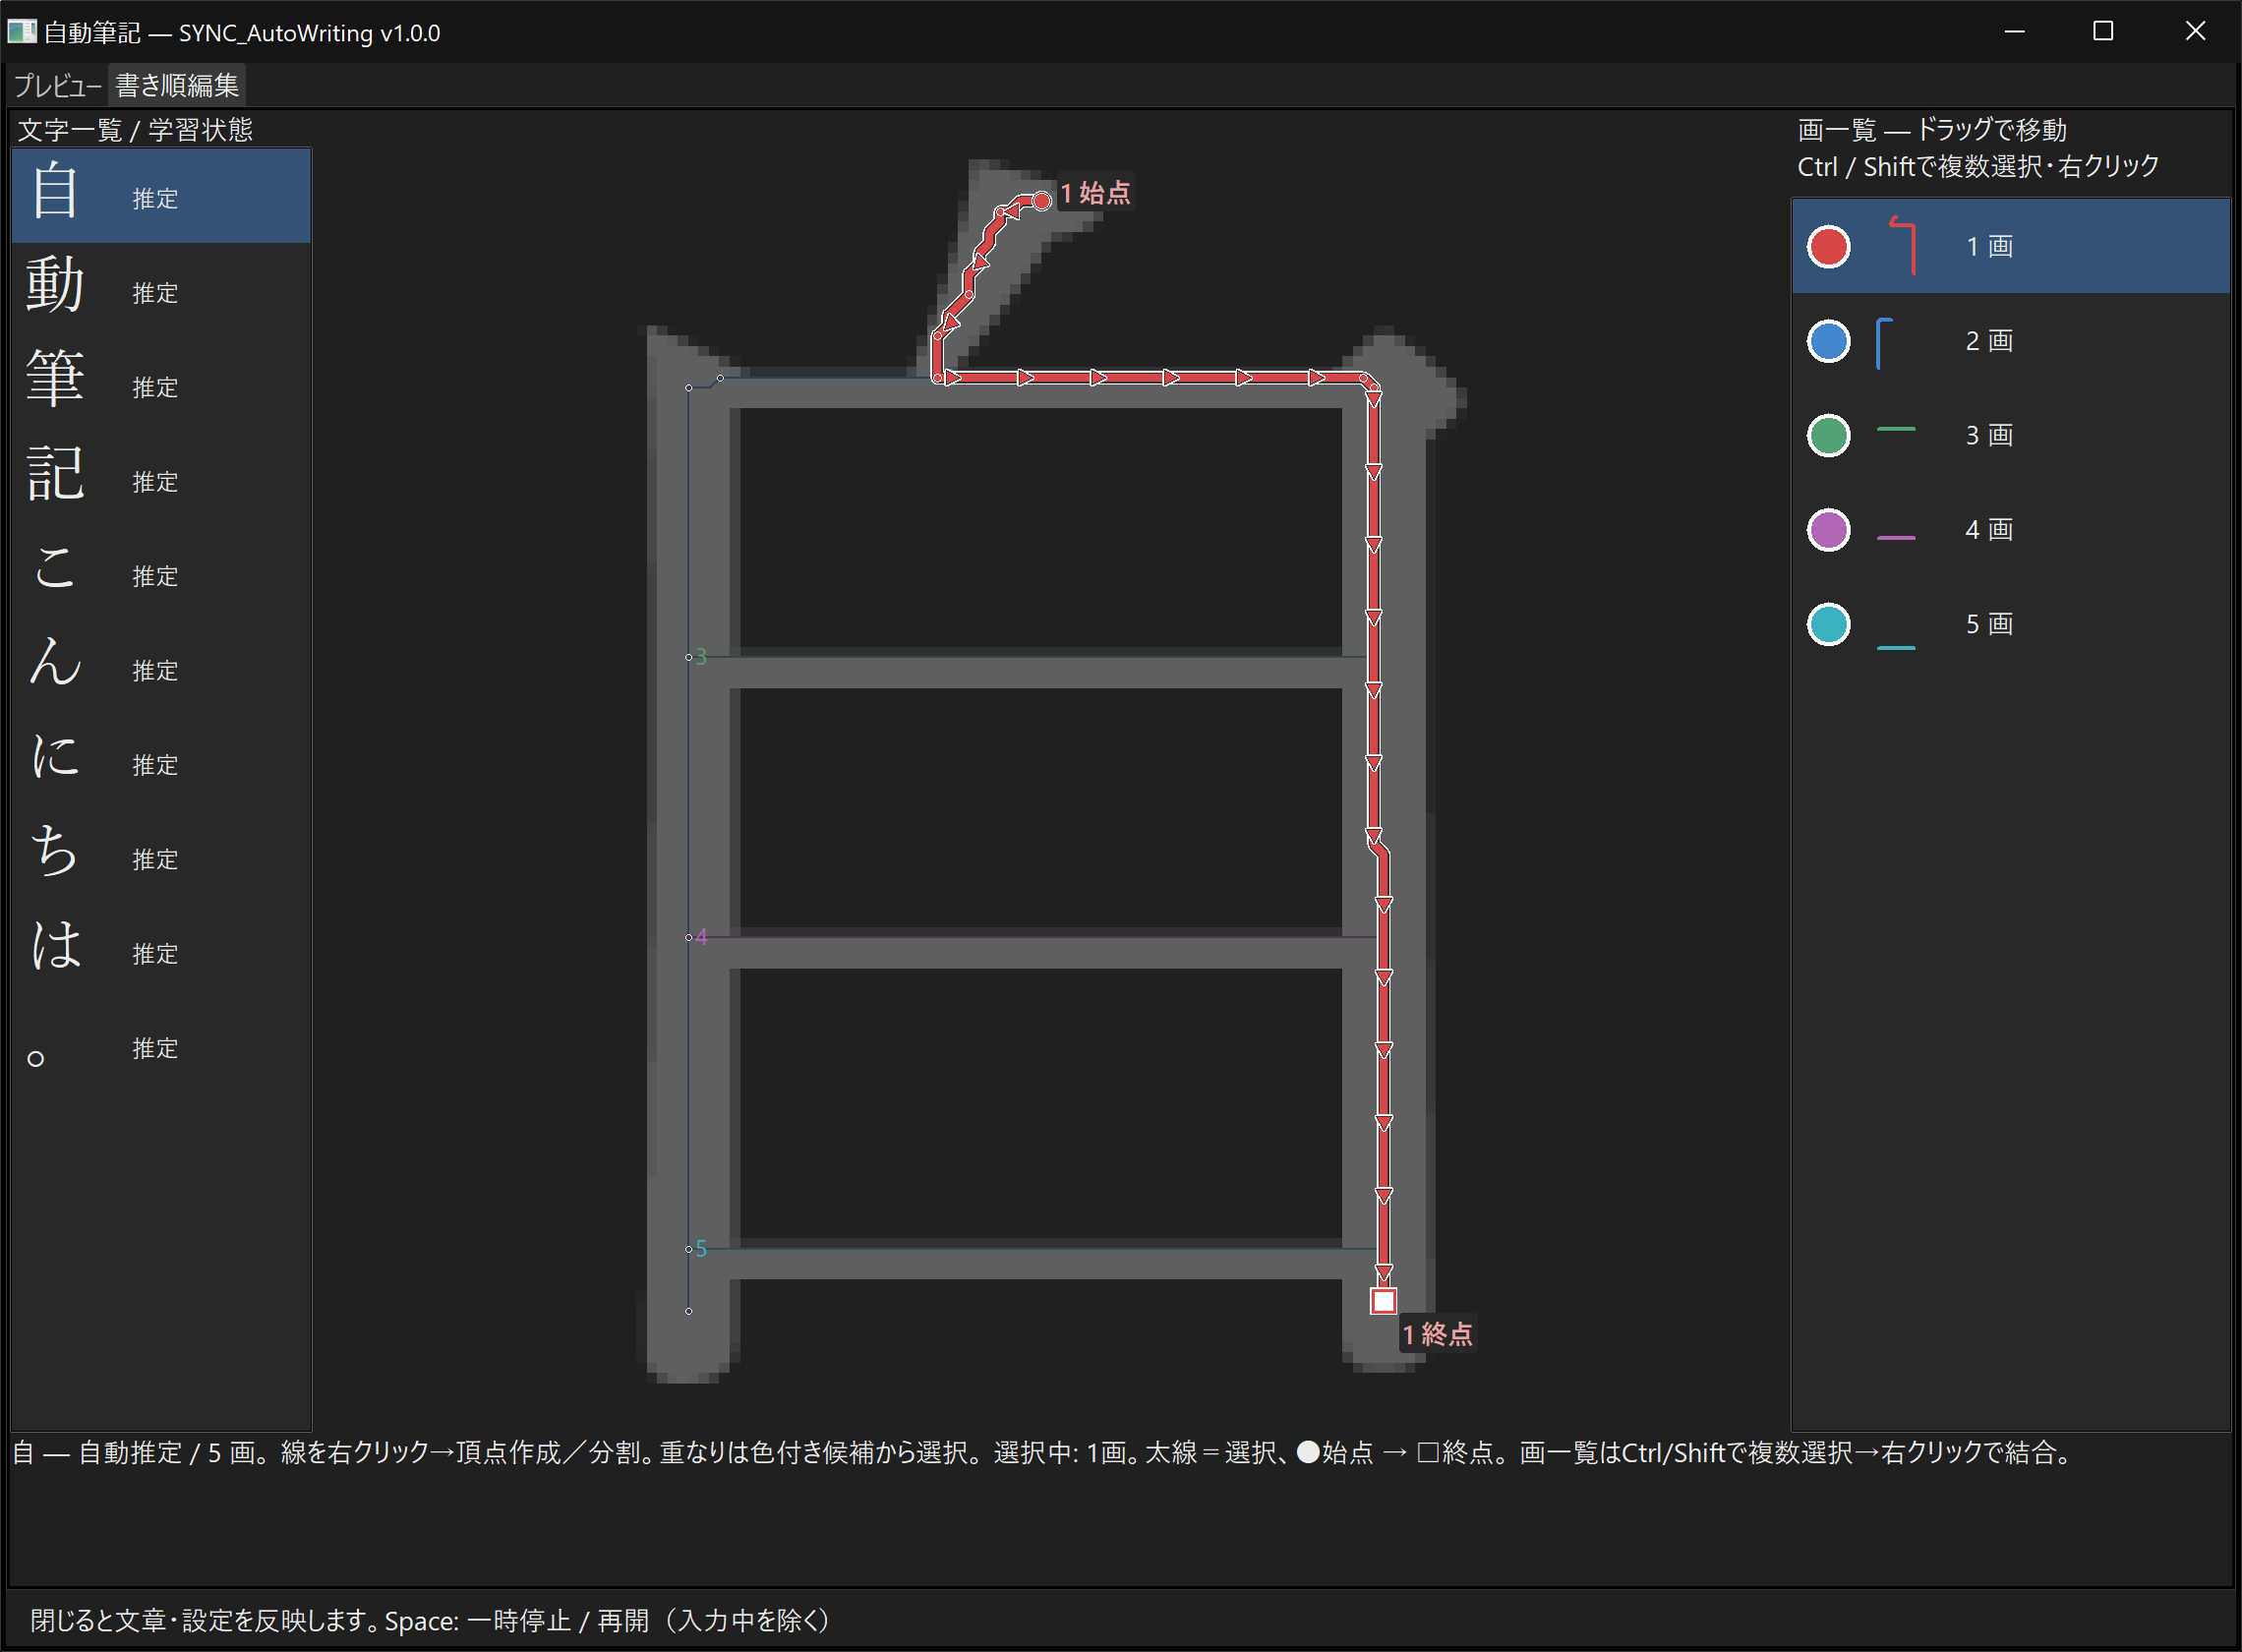 自動筆記 — SYNC_AutoWriting v1.0.0
プレビュー 書き順編集
文字一覧 / 学習状態
自 推定
動 推定
筆 推定
記 推定
こ 推定
ん 推定
に 推定
ち 推定
は 推定
。 推定
1 始点
3
4
5
1 終点
画一覧 — ドラッグで移動
Ctrl / Shiftで複数選択・右クリック
1 画
2 画
3 画
4 画
5 画
自 — 自動推定 / 5 画。線を右クリック→頂点作成／分割。重なりは色付き候補から選択。 選択中: 1画。太線＝選択、●始点 → □終点。 画一覧はCtrl/Shiftで複数選択→右クリックで結合。
閉じると文章・設定を反映します。Space: 一時停止 / 再開（入力中を除く）